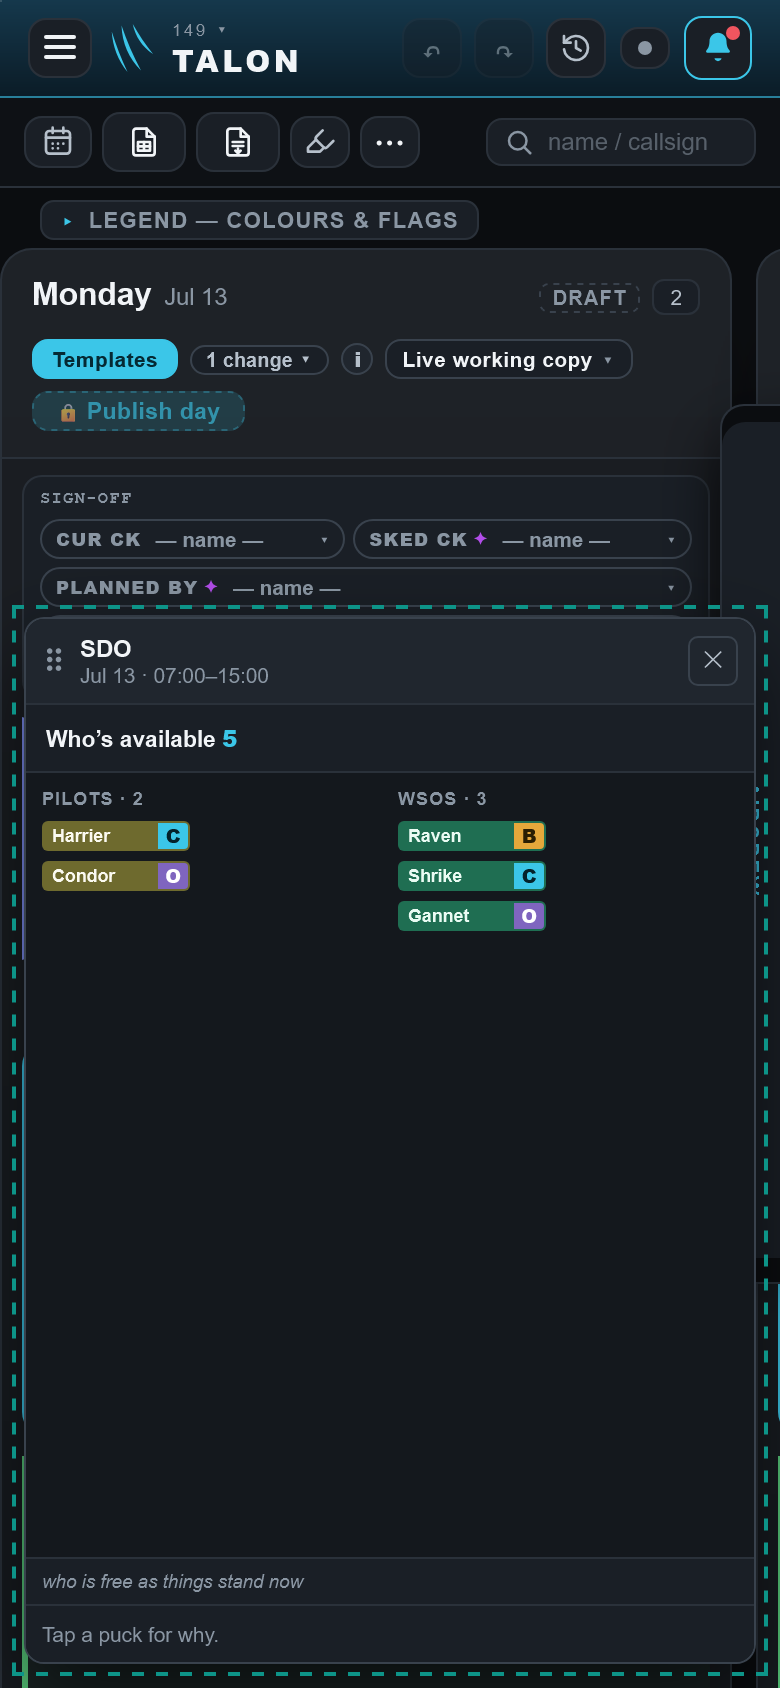 149 ▾
TALON
name / callsign
▸ LEGEND — COLOURS & FLAGS
Monday Jul 13
DRAFT 2
Templates 1 change ▾ i Live working copy ▾
🔒 Publish day
SIGN-OFF
CUR CK — name — ▾ SKED CK ✦ — name — ▾
PLANNED BY ✦ — name — ▾
SDO
Jul 13 · 07:00–15:00
Who’s available 5
PILOTS · 2 WSOS · 3
Harrier C Raven B
Condor O Shrike C
Gannet O
who is free as things stand now
Tap a puck for why.